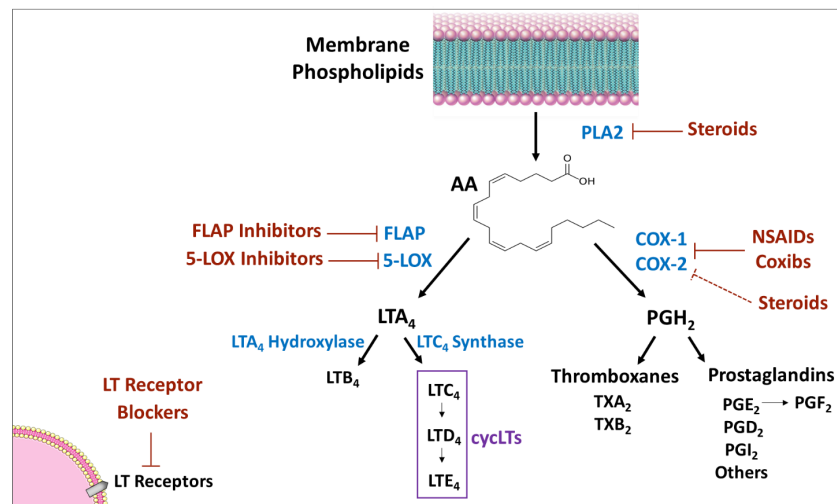 Membrane
Phospholipids
PLA2
Steroids
AA
O
OH
FLAP Inhibitors
FLAP
5-LOX Inhibitors
5-LOX
COX-1
COX-2
NSAIDs
Coxibs
Steroids
LTA₄
PGH₂
LTA₄ Hydroxylase
LTC₄ Synthase
LTB₄
LTC₄
LTD₄
LTE₄
cycLTs
Thromboxanes
TXA₂
TXB₂
Prostaglandins
PGE₂
PGF₂
PGD₂
PGI₂
Others
LT Receptor
Blockers
LT Receptors